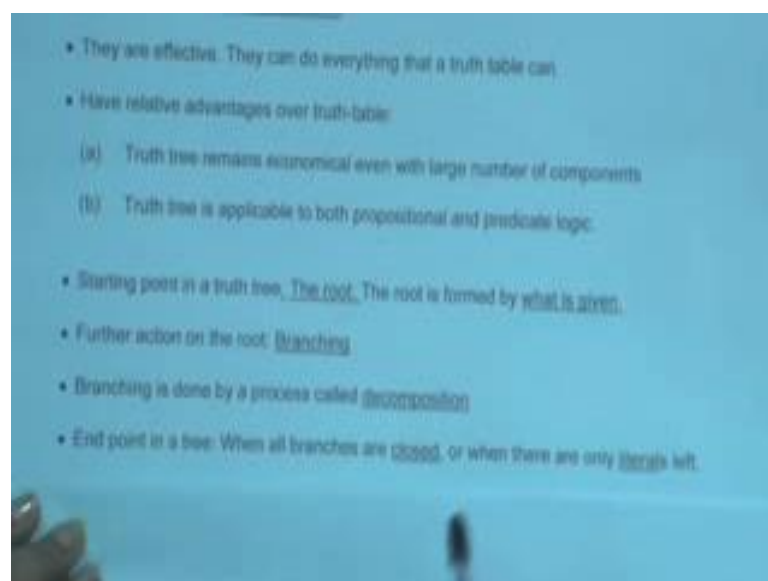 • They are effective. They can do everything that a truth table can.
• Have relative advantages over truth-table:
(a) Truth tree remains economical even with large number of components
(b) Truth tree is applicable to both propositional and predicate logic.
• Starting point in a truth tree, The root. The root is formed by what is given.
• Further action on the root: Branching
• Branching is done by a process called decomposition
• End point in a tree: When all branches are closed, or when there are only literals left.